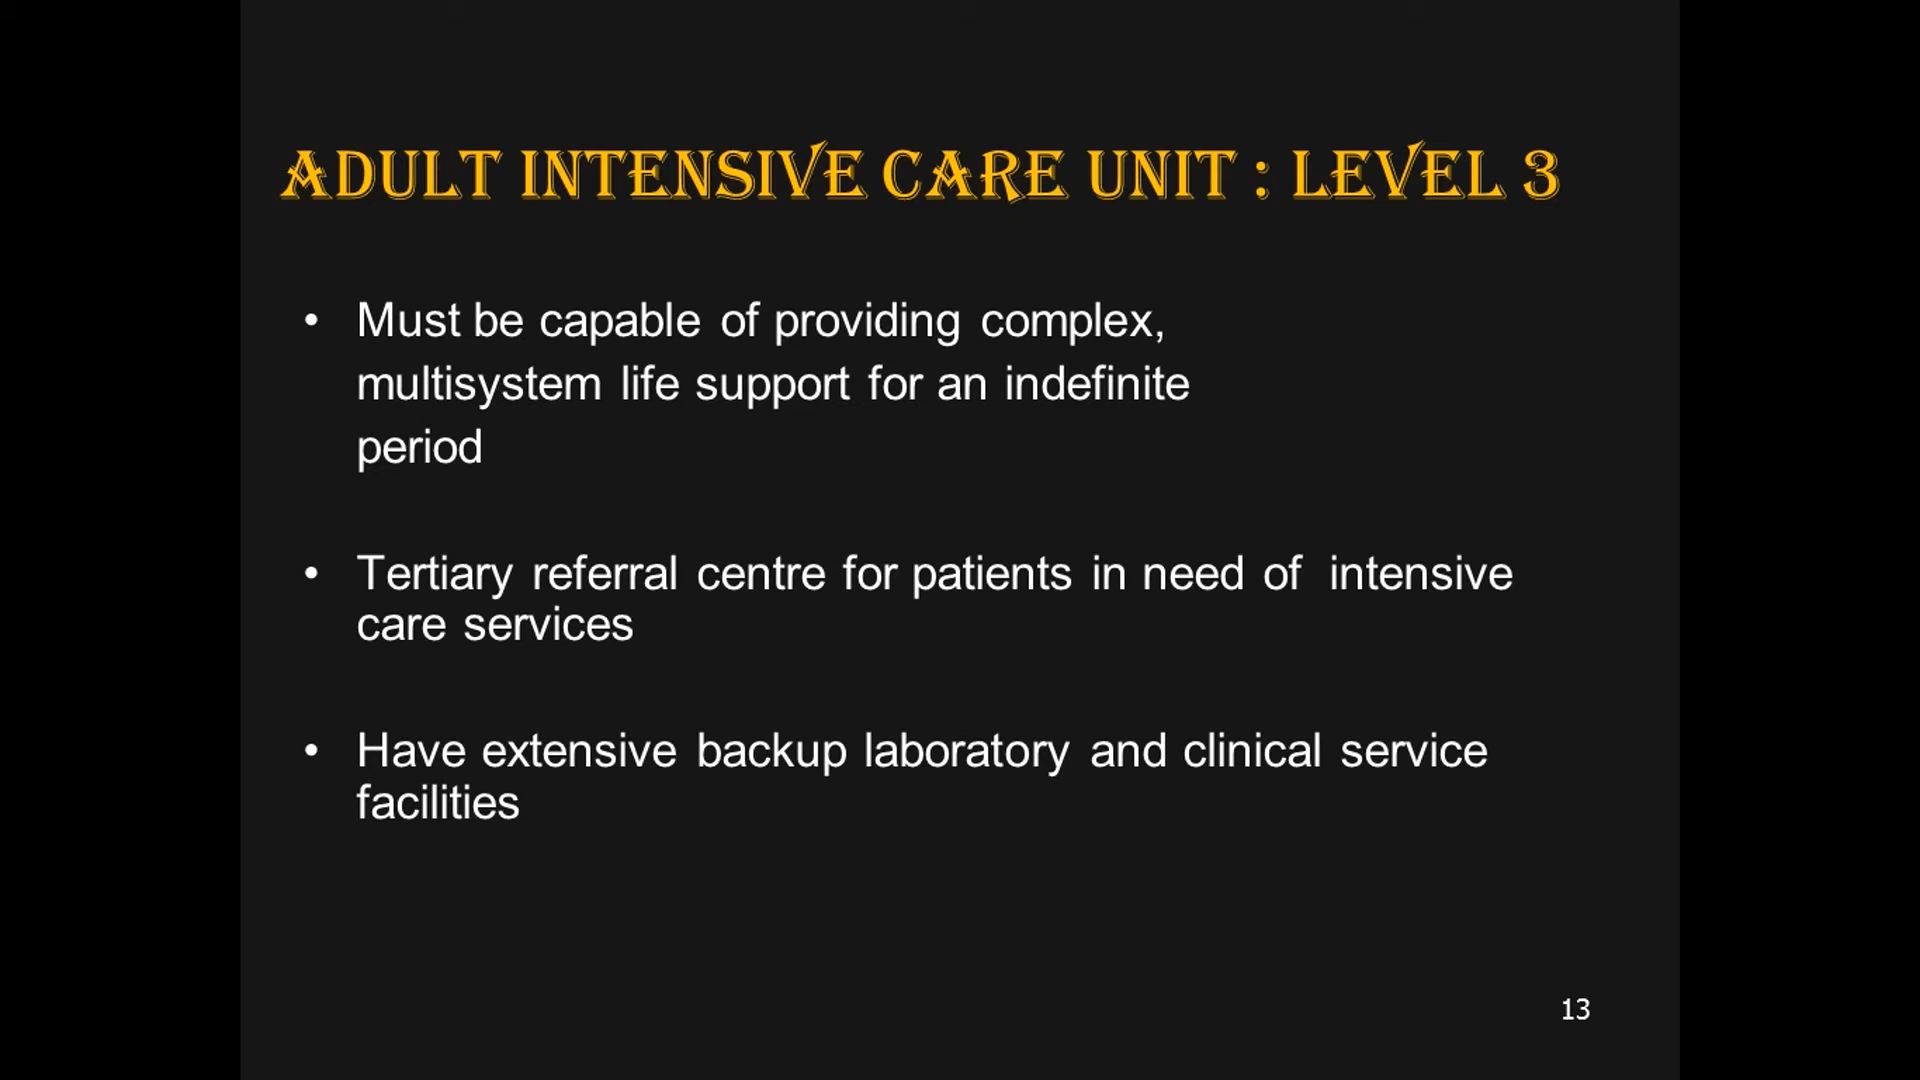 ADULT INTENSIVE CARE UNIT : LEVEL 3
• Must be capable of providing complex,
multisystem life support for an indefinite
period
• Tertiary referral centre for patients in need of intensive
care services
• Have extensive backup laboratory and clinical service
facilities
13